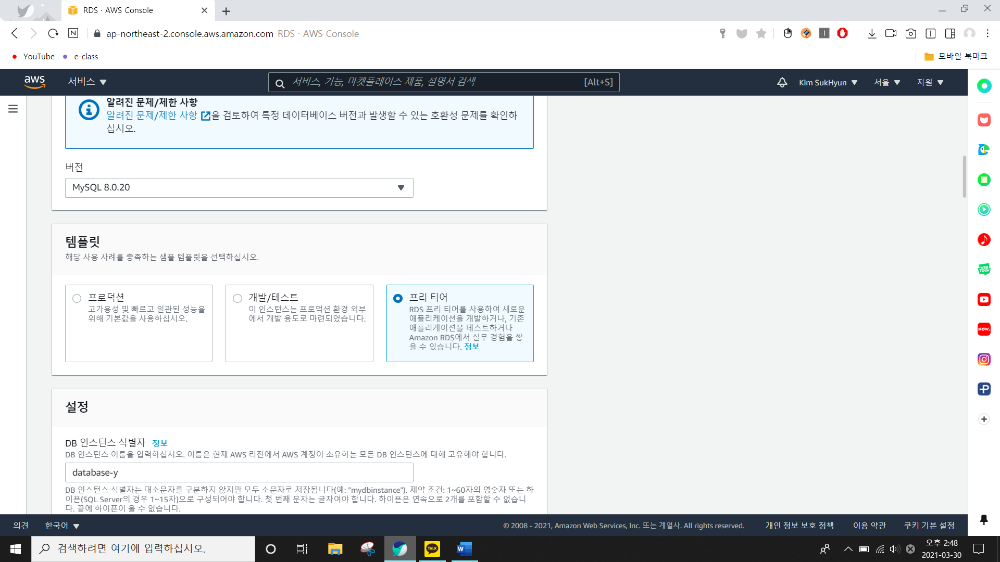 RDS · AWS Console
ap-northeast-2.console.aws.amazon.com RDS · AWS Console
YouTube e-class 모바일 북마크
aws 서비스 서비스, 기능, 마켓플레이스 제품, 설명서 검색 [Alt+S] Kim SukHyun 서울 지원
알려진 문제/제한 사항
알려진 문제/제한 사항 을 검토하여 특정 데이터베이스 버전과 발생할 수 있는 호환성 문제를 확인하
십시오.
버전
MySQL 8.0.20
템플릿
해당 사용 사례를 충족하는 샘플 템플릿을 선택하십시오.
프로덕션
고가용성 및 빠르고 일관된 성능을
위해 기본값을 사용하십시오.
개발/테스트
이 인스턴스는 프로덕션 환경 외부
에서 개발 용도로 마련되었습니다.
프리 티어
RDS 프리 티어를 사용하여 새로운
애플리케이션을 개발하거나, 기존
애플리케이션을 테스트하거나
Amazon RDS에서 실무 경험을 쌓
을 수 있습니다. 정보
설정
DB 인스턴스 식별자 정보
DB 인스턴스 이름을 입력하십시오. 이름은 현재 AWS 리전에서 AWS 계정이 소유하는 모든 DB 인스턴스에 대해 고유해야 합니다.
database-y
DB 인스턴스 식별자는 대소문자를 구분하지 않지만 모두 소문자로 저장됩니다(예: "mydbinstance"). 제약 조건: 1~60자의 영숫자 또는 하
이픈(SQL Server의 경우 1~15자)으로 구성되어야 합니다. 첫 번째 문자는 글자여야 합니다. 하이픈은 연속으로 2개를 포함할 수 없습니
다. 끝에 하이픈이 올 수 없습니다.
WEB
TOON
NOW.
의견 한국어 © 2008 - 2021, Amazon Web Services, Inc. 또는 계열사. All rights reserved. 개인 정보 보호 정책 이용 약관 쿠키 기본 설정
검색하려면 여기에 입력하십시오.
TALK
오후 2:48
2021-03-30